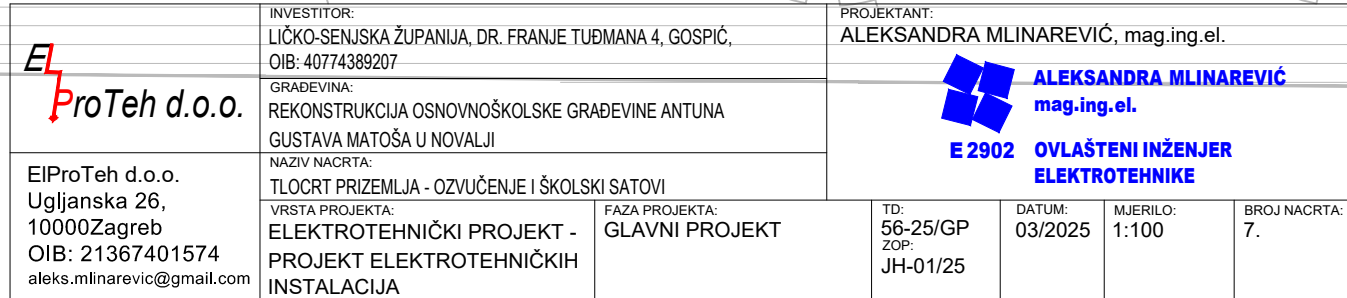 EL
ProTeh d.o.o.
ElProTeh d.o.o.
Ugljanska 26,
10000Zagreb
OIB: 21367401574
aleks.mlinarevic@gmail.com
INVESTITOR:
LIČKO-SENJSKA ŽUPANIJA, DR. FRANJE TUĐMANA 4, GOSPIĆ,
OIB: 40774389207
GRAĐEVINA:
REKONSTRUKCIJA OSNOVNOŠKOLSKE GRAĐEVINE ANTUNA
GUSTAVA MATOŠA U NOVALJI
NAZIV NACRTA:
TLOCRT PRIZEMLJA - OZVUČENJE I ŠKOLSKI SATOVI
PROJEKTANT:
ALEKSANDRA MLINAREVIĆ, mag.ing.el.
ALEKSANDRA MLINAREVIĆ
mag.ing.el.
E 2902 OVLAŠTENI INŽENJER
ELEKTROTEHNIKE
VRSTA PROJEKTA:
ELEKTROTEHNIČKI PROJEKT -
PROJEKT ELEKTROTEHNIČKIH
INSTALACIJA
FAZA PROJEKTA:
GLAVNI PROJEKT
TD:
56-25/GP
ZOP:
JH-01/25
DATUM:
03/2025
MJERILO:
1:100
BROJ NACRTA:
7.